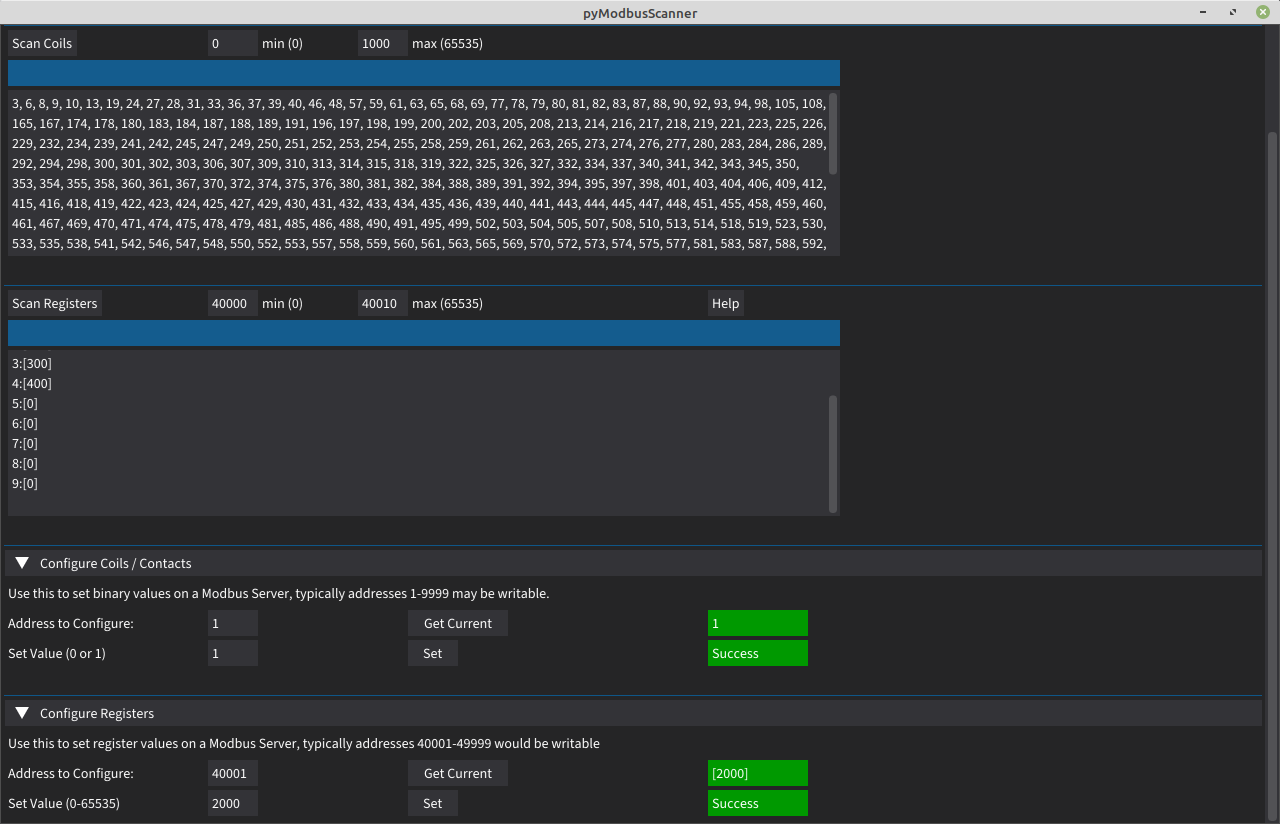 pyModbusScanner
Scan Coils 0 min (0) 1000 max (65535)
3, 6, 8, 9, 10, 13, 19, 24, 27, 28, 31, 33, 36, 37, 39, 40, 46, 48, 57, 59, 61, 63, 65, 68, 69, 77, 78, 79, 80, 81, 82, 83, 87, 88, 90, 92, 93, 94, 98, 105, 108,
165, 167, 174, 178, 180, 183, 184, 187, 188, 189, 191, 196, 197, 198, 199, 200, 202, 203, 205, 208, 213, 214, 216, 217, 218, 219, 221, 223, 225, 226,
229, 232, 234, 239, 241, 242, 245, 247, 249, 250, 251, 252, 253, 254, 255, 258, 259, 261, 262, 263, 265, 273, 274, 276, 277, 280, 283, 284, 286, 289,
292, 294, 298, 300, 301, 302, 303, 306, 307, 309, 310, 313, 314, 315, 318, 319, 322, 325, 326, 327, 332, 334, 337, 340, 341, 342, 343, 345, 350,
353, 354, 355, 358, 360, 361, 367, 370, 372, 374, 375, 376, 380, 381, 382, 384, 388, 389, 391, 392, 394, 395, 397, 398, 401, 403, 404, 406, 409, 412,
415, 416, 418, 419, 422, 423, 424, 425, 427, 429, 430, 431, 432, 433, 434, 435, 436, 439, 440, 441, 443, 444, 445, 447, 448, 451, 455, 458, 459, 460,
461, 467, 469, 470, 471, 474, 475, 478, 479, 481, 485, 486, 488, 490, 491, 495, 499, 502, 503, 504, 505, 507, 508, 510, 513, 514, 518, 519, 523, 530,
533, 535, 538, 541, 542, 546, 547, 548, 550, 552, 553, 557, 558, 559, 560, 561, 563, 565, 569, 570, 572, 573, 574, 575, 577, 581, 583, 587, 588, 592,
Scan Registers 40000 min (0) 40010 max (65535) Help
3:[300]
4:[400]
5:[0]
6:[0]
7:[0]
8:[0]
9:[0]
Configure Coils / Contacts
Use this to set binary values on a Modbus Server, typically addresses 1-9999 may be writable.
Address to Configure: 1 Get Current 1
Set Value (0 or 1) 1 Set Success
Configure Registers
Use this to set register values on a Modbus Server, typically addresses 40001-49999 would be writable
Address to Configure: 40001 Get Current [2000]
Set Value (0-65535) 2000 Set Success